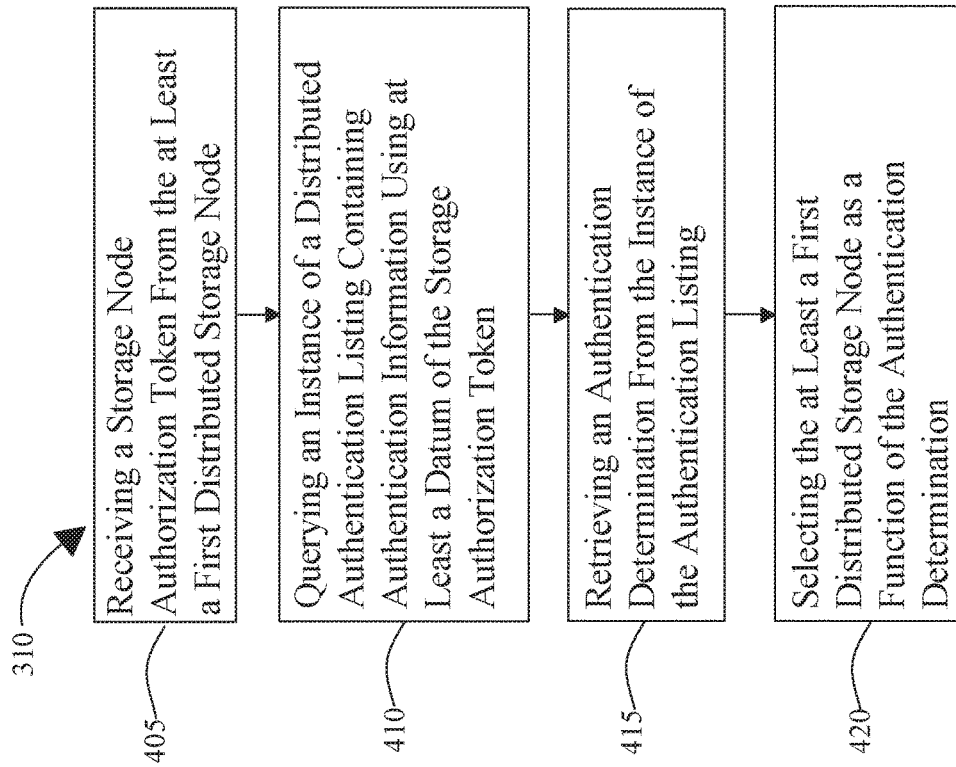 310
405
Receiving a Storage Node
Authorization Token From the at Least
a First Distributed Storage Node
410
Querying an Instance of a Distributed
Authentication Listing Containing
Authentication Information Using at
Least a Datum of the Storage
Authorization Token
415
Retrieving an Authentication
Determination From the Instance of
the Authentication Listing
420
Selecting the at Least a First
Distributed Storage Node as a
Function of the Authentication
Determination